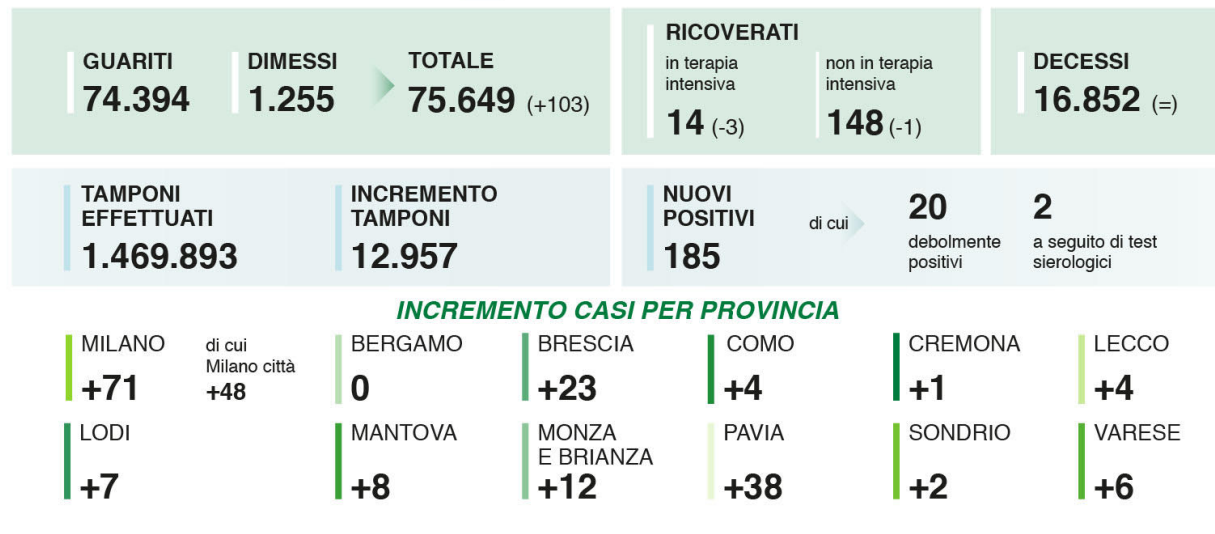 GUARITI
74.394
DIMESSI
1.255
TOTALE
75.649 (+103)
RICOVERATI
in terapia
intensiva
14 (-3)
non in terapia
intensiva
148 (-1)
DECESSI
16.852 (=)
TAMPONI
EFFETTUATI
1.469.893
INCREMENTO
TAMPONI
12.957
NUOVI
POSITIVI
185
di cui
20
debolmente
positivi
2
a seguito di test
sierologici
INCREMENTO CASI PER PROVINCIA
MILANO
+71
di cui
Milano città
+48
BERGAMO
0
BRESCIA
+23
COMO
+4
CREMONA
+1
LECCO
+4
LODI
+7
MANTOVA
+8
MONZA
E BRIANZA
+12
PAVIA
+38
SONDRIO
+2
VARESE
+6